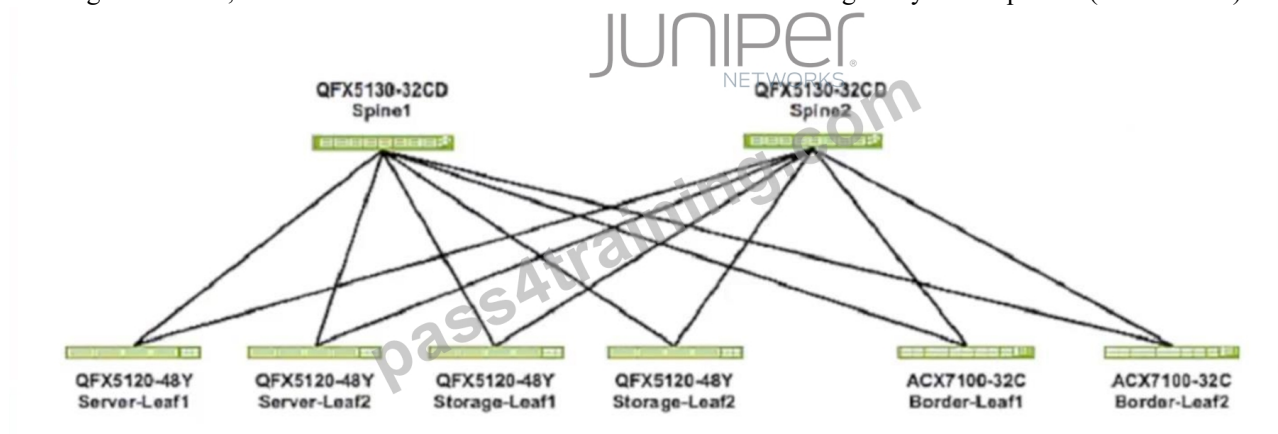 JUNIPER
NETWORKS
QFX5130-32CD
Spine1
QFX5130-32CD
Spine2
pass4training.com
QFX5120-48Y
Server-Leaf1
QFX5120-48Y
Server-Leaf2
QFX5120-48Y
Storage-Leaf1
QFX5120-48Y
Storage-Leaf2
ACX7100-32C
Border-Leaf1
ACX7100-32C
Border-Leaf2